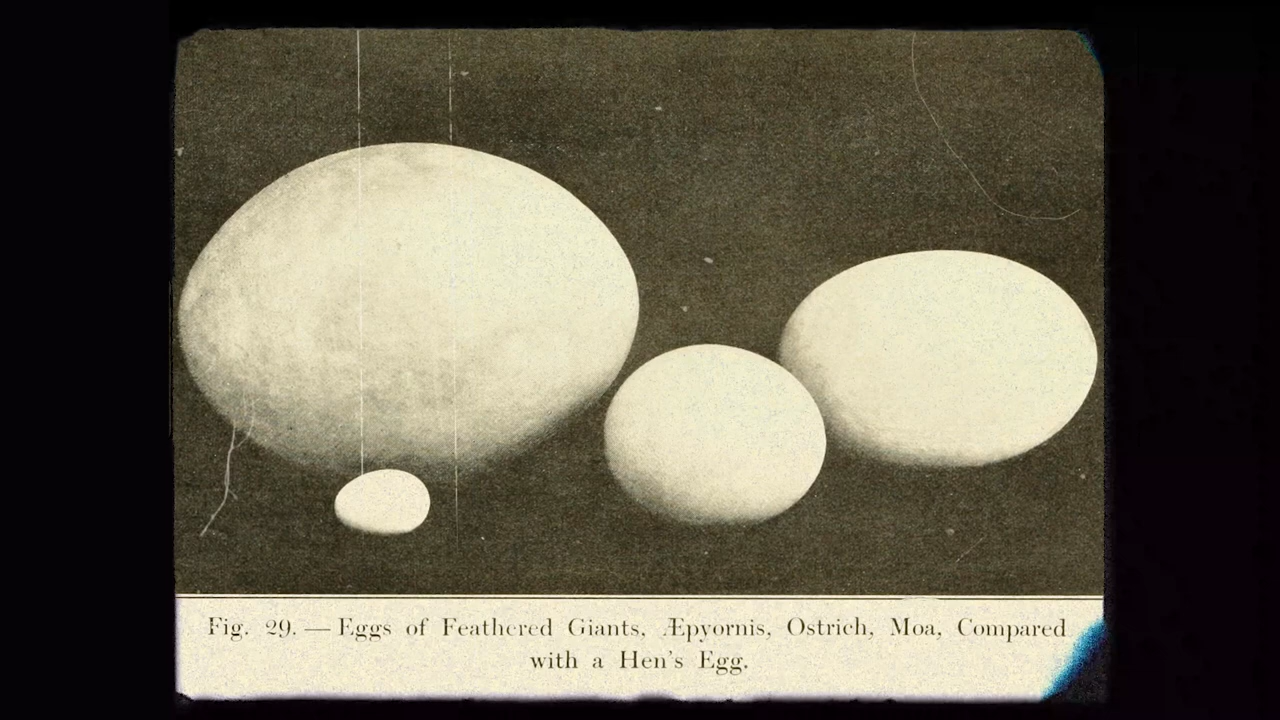 Fig. 29. — Eggs of Feathered Giants, Æpyornis, Ostrich, Moa, Compared
with a Hen's Egg.